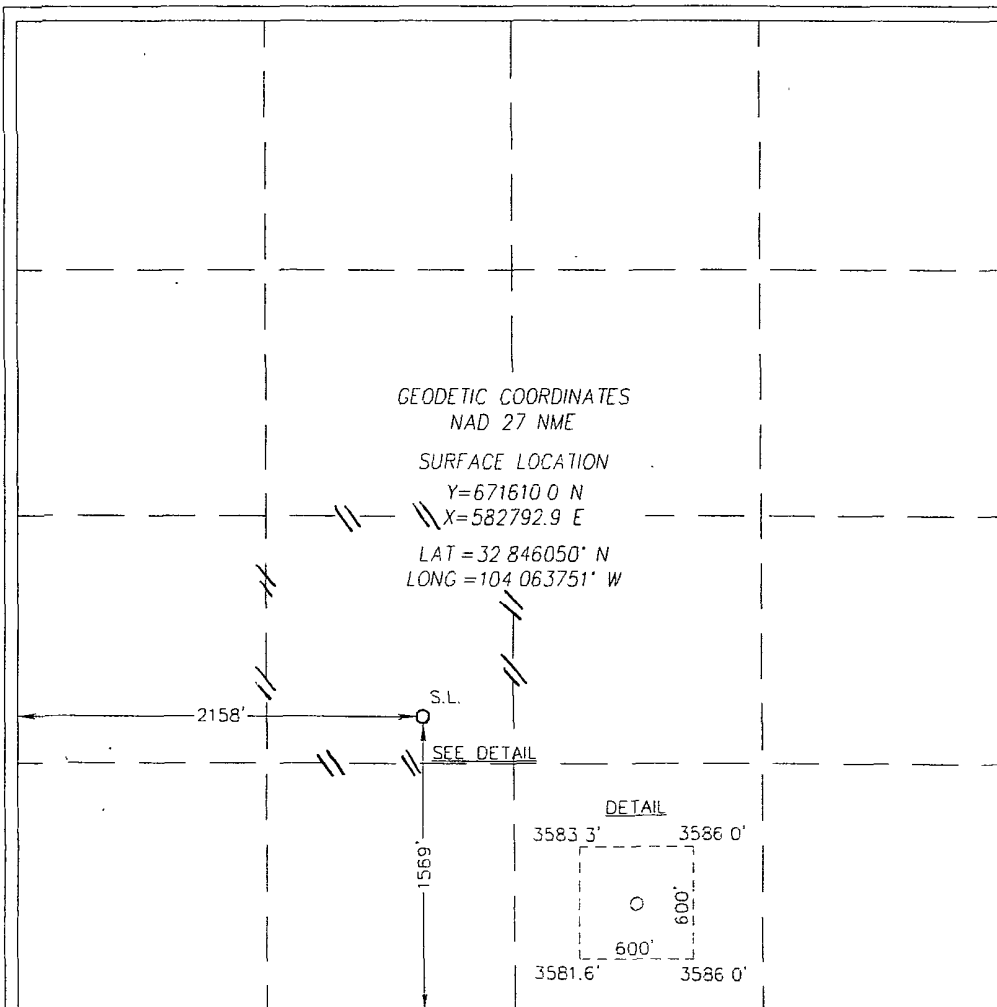 GEODETIC COORDINATES
NAD 27 NME
SURFACE LOCATION
Y=671610 0 N
X=582792.9 E
LAT =32 846050° N
LONG =104 063751° W
S.L.
2158'
SEE DETAIL
1569'
DETAIL
3583 3'
3586 0'
600'
600'
3581.6'
3586 0'